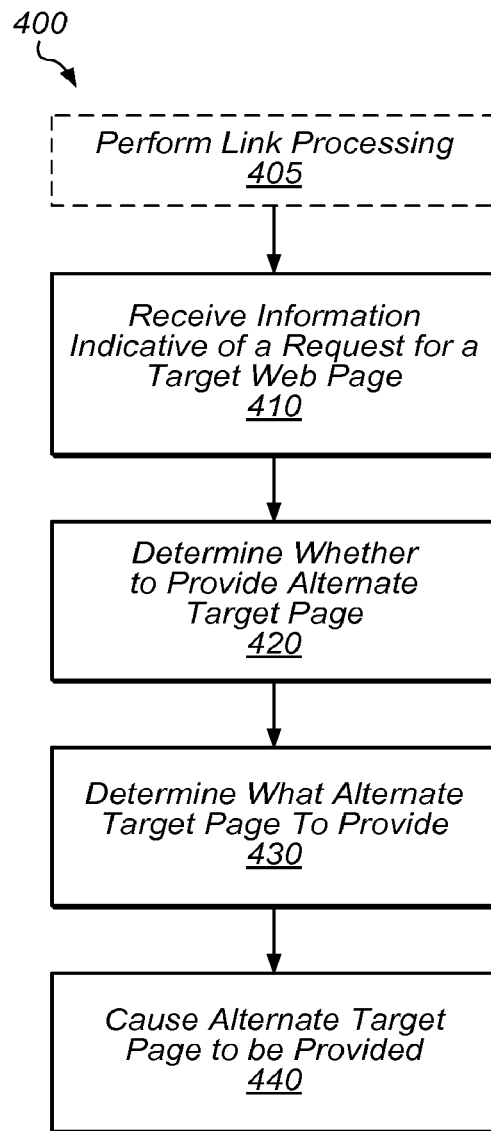 400
Perform Link Processing
405
Receive Information
Indicative of a Request for a
Target Web Page
410
Determine Whether
to Provide Alternate
Target Page
420
Determine What Alternate
Target Page To Provide
430
Cause Alternate Target
Page to be Provided
440